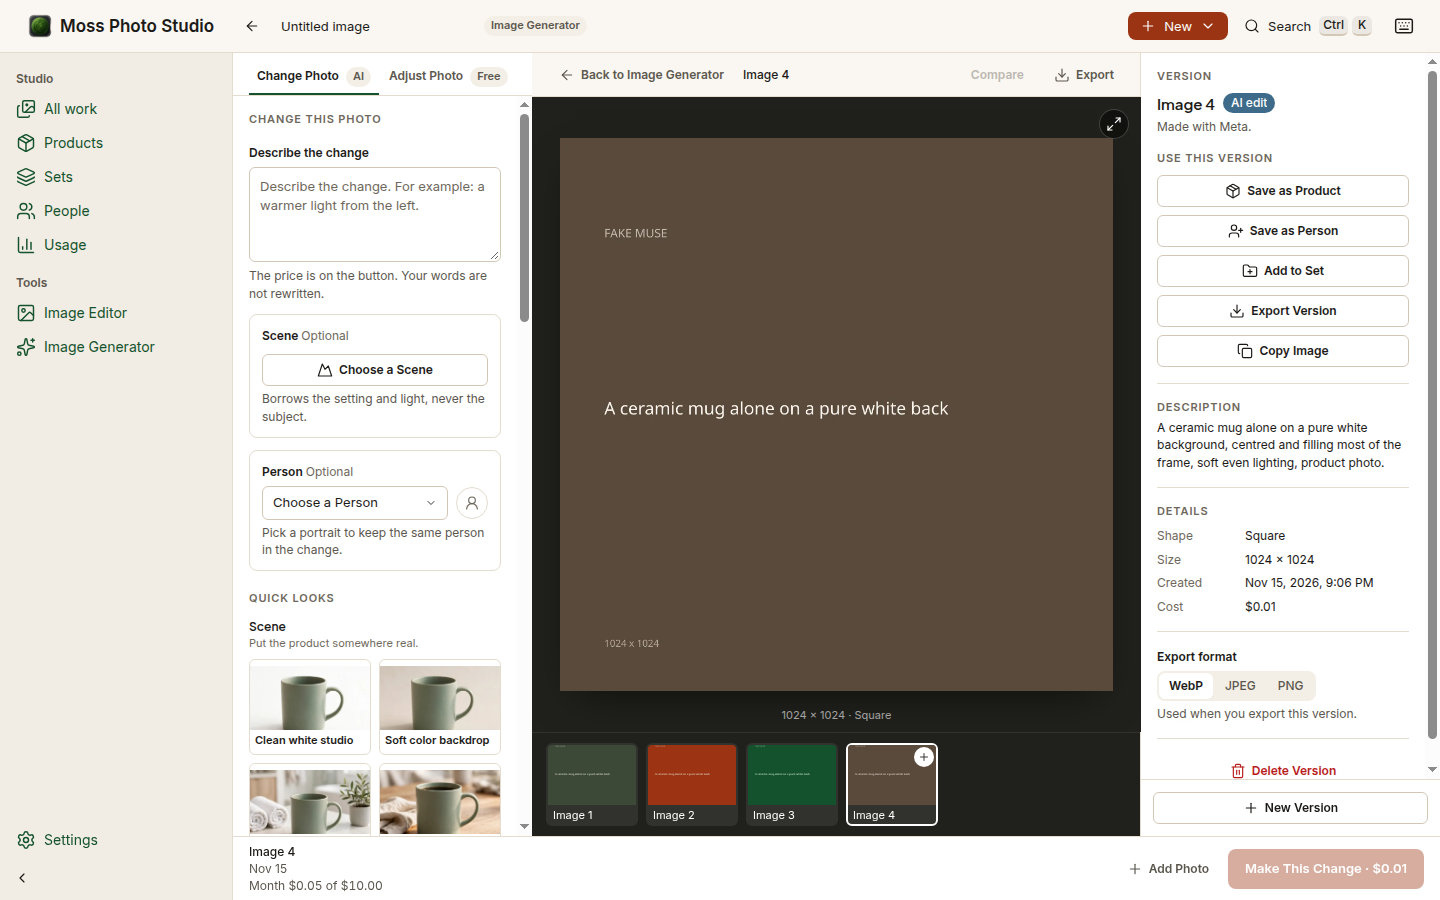 Moss Photo Studio
Untitled image
Image Generator
New
Search Ctrl K
Studio
All work
Products
Sets
People
Usage
Tools
Image Editor
Image Generator
Settings
Change Photo AI
Adjust Photo Free
CHANGE THIS PHOTO
Describe the change
Describe the change. For example: a
warmer light from the left.
The price is on the button. Your words are
not rewritten.
Scene Optional
Choose a Scene
Borrows the setting and light, never the
subject.
Person Optional
Choose a Person
Pick a portrait to keep the same person
in the change.
QUICK LOOKS
Scene
Put the product somewhere real.
Clean white studio
Soft color backdrop
Back to Image Generator
Image 4
Compare
Export
FAKE MUSE
A ceramic mug alone on a pure white back
1024 x 1024
1024 × 1024 · Square
Image 1
Image 2
Image 3
Image 4
VERSION
Image 4 AI edit
Made with Meta.
USE THIS VERSION
Save as Product
Save as Person
Add to Set
Export Version
Copy Image
DESCRIPTION
A ceramic mug alone on a pure white
background, centred and filling most of the
frame, soft even lighting, product photo.
DETAILS
Shape Square
Size 1024 × 1024
Created Nov 15, 2026, 9:06 PM
Cost $0.01
Export format
WebP JPEG PNG
Used when you export this version.
Delete Version
New Version
Image 4
Nov 15
Month $0.05 of $10.00
Add Photo
Make This Change · $0.01